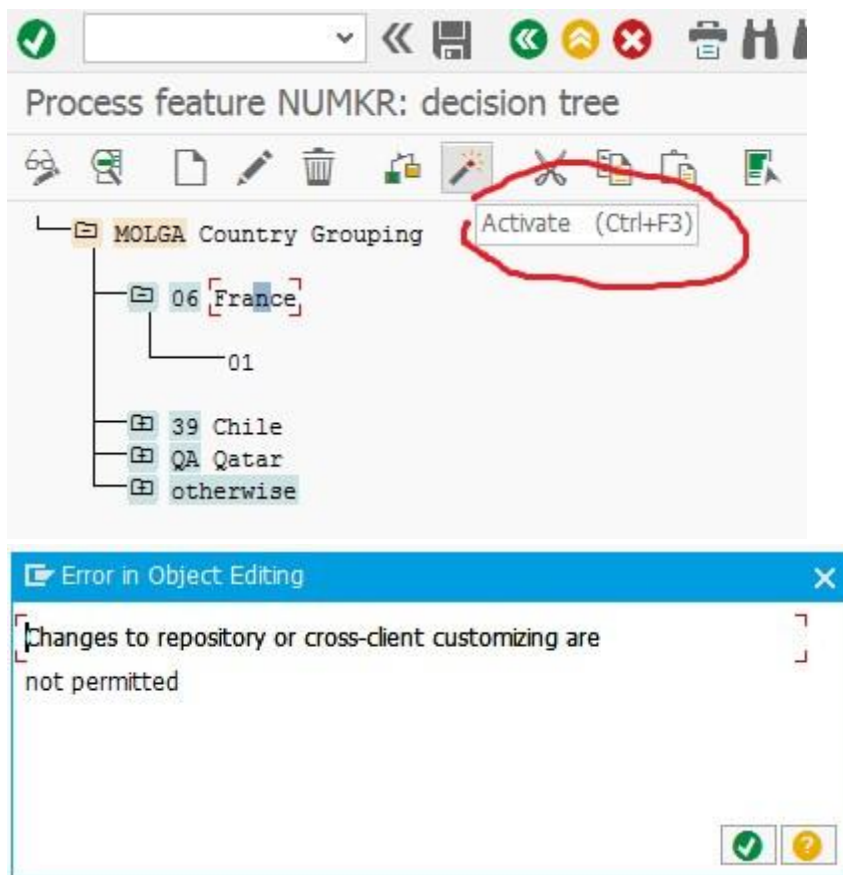 Process feature NUMKR: decision tree
Activate (Ctrl+F3)
MOLGA Country Grouping
06 France
01
39 Chile
QA Qatar
otherwise
Error in Object Editing
Changes to repository or cross-client customizing are
not permitted